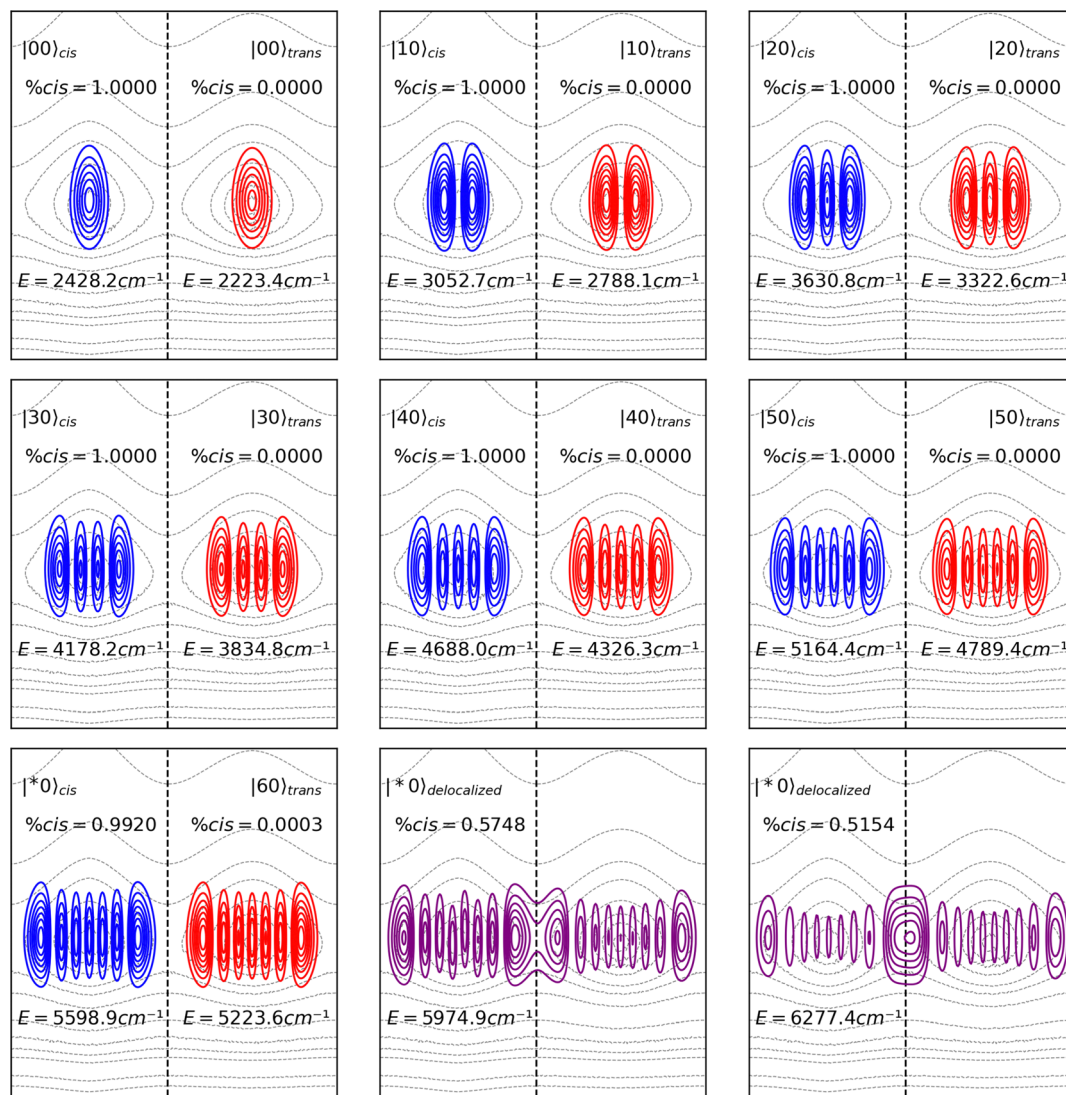 |00⟩cis |00⟩trans
%cis = 1.0000 %cis = 0.0000
E = 2428.2cm⁻¹ E = 2223.4cm⁻¹
|10⟩cis |10⟩trans
%cis = 1.0000 %cis = 0.0000
E = 3052.7cm⁻¹ E = 2788.1cm⁻¹
|20⟩cis |20⟩trans
%cis = 1.0000 %cis = 0.0000
E = 3630.8cm⁻¹ E = 3322.6cm⁻¹
|30⟩cis |30⟩trans
%cis = 1.0000 %cis = 0.0000
E = 4178.2cm⁻¹ E = 3834.8cm⁻¹
|40⟩cis |40⟩trans
%cis = 1.0000 %cis = 0.0000
E = 4688.0cm⁻¹ E = 4326.3cm⁻¹
|50⟩cis |50⟩trans
%cis = 1.0000 %cis = 0.0000
E = 5164.4cm⁻¹ E = 4789.4cm⁻¹
|*0⟩cis |60⟩trans
%cis = 0.9920 %cis = 0.0003
E = 5598.9cm⁻¹ E = 5223.6cm⁻¹
|*0⟩delocalized
%cis = 0.5748
E = 5974.9cm⁻¹
|*0⟩delocalized
%cis = 0.5154
E = 6277.4cm⁻¹